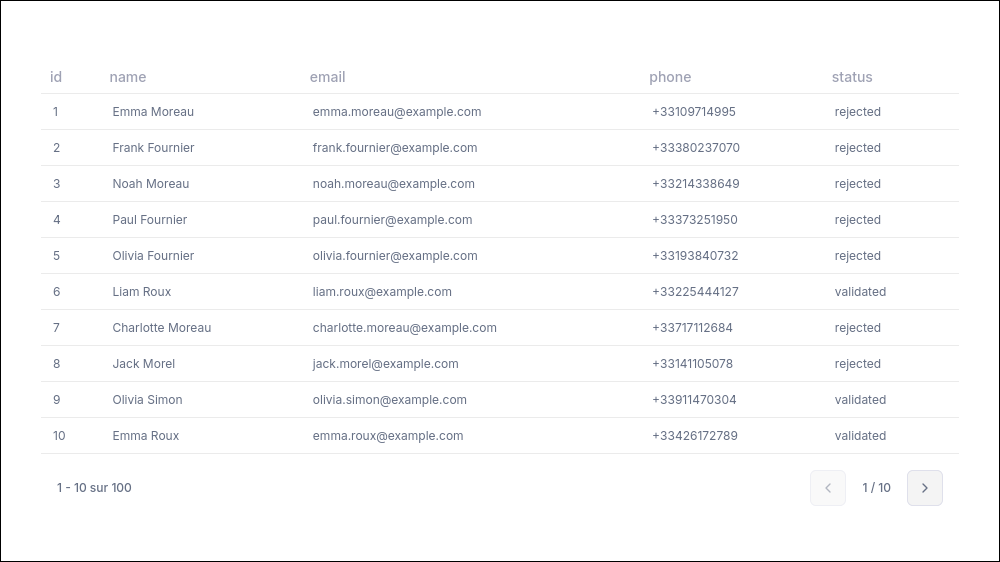 id name email phone status
1 Emma Moreau emma.moreau@example.com +33109714995 rejected
2 Frank Fournier frank.fournier@example.com +33380237070 rejected
3 Noah Moreau noah.moreau@example.com +33214338649 rejected
4 Paul Fournier paul.fournier@example.com +33373251950 rejected
5 Olivia Fournier olivia.fournier@example.com +33193840732 rejected
6 Liam Roux liam.roux@example.com +33225444127 validated
7 Charlotte Moreau charlotte.moreau@example.com +33717112684 rejected
8 Jack Morel jack.morel@example.com +33141105078 rejected
9 Olivia Simon olivia.simon@example.com +33911470304 validated
10 Emma Roux emma.roux@example.com +33426172789 validated
1 - 10 sur 100 1 / 10